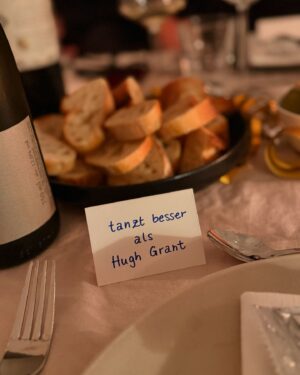 tanzt besser
als
Hugh Grant